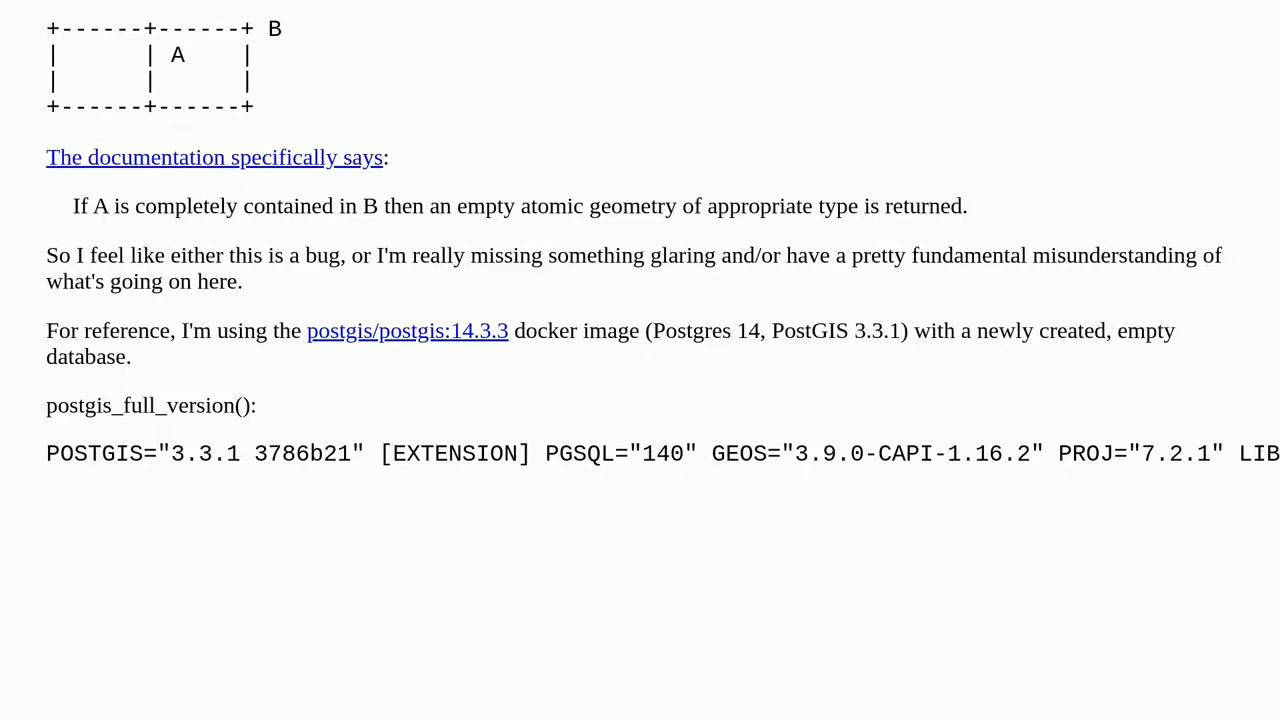 +------+------+ B
|      | A    |
|      |      |
+------+------+
The documentation specifically says:
If A is completely contained in B then an empty atomic geometry of appropriate type is returned.
So I feel like either this is a bug, or I'm really missing something glaring and/or have a pretty fundamental misunderstanding of
what's going on here.
For reference, I'm using the postgis/postgis:14.3.3 docker image (Postgres 14, PostGIS 3.3.1) with a newly created, empty
database.
postgis_full_version():
POSTGIS="3.3.1 3786b21" [EXTENSION] PGSQL="140" GEOS="3.9.0-CAPI-1.16.2" PROJ="7.2.1" LIB